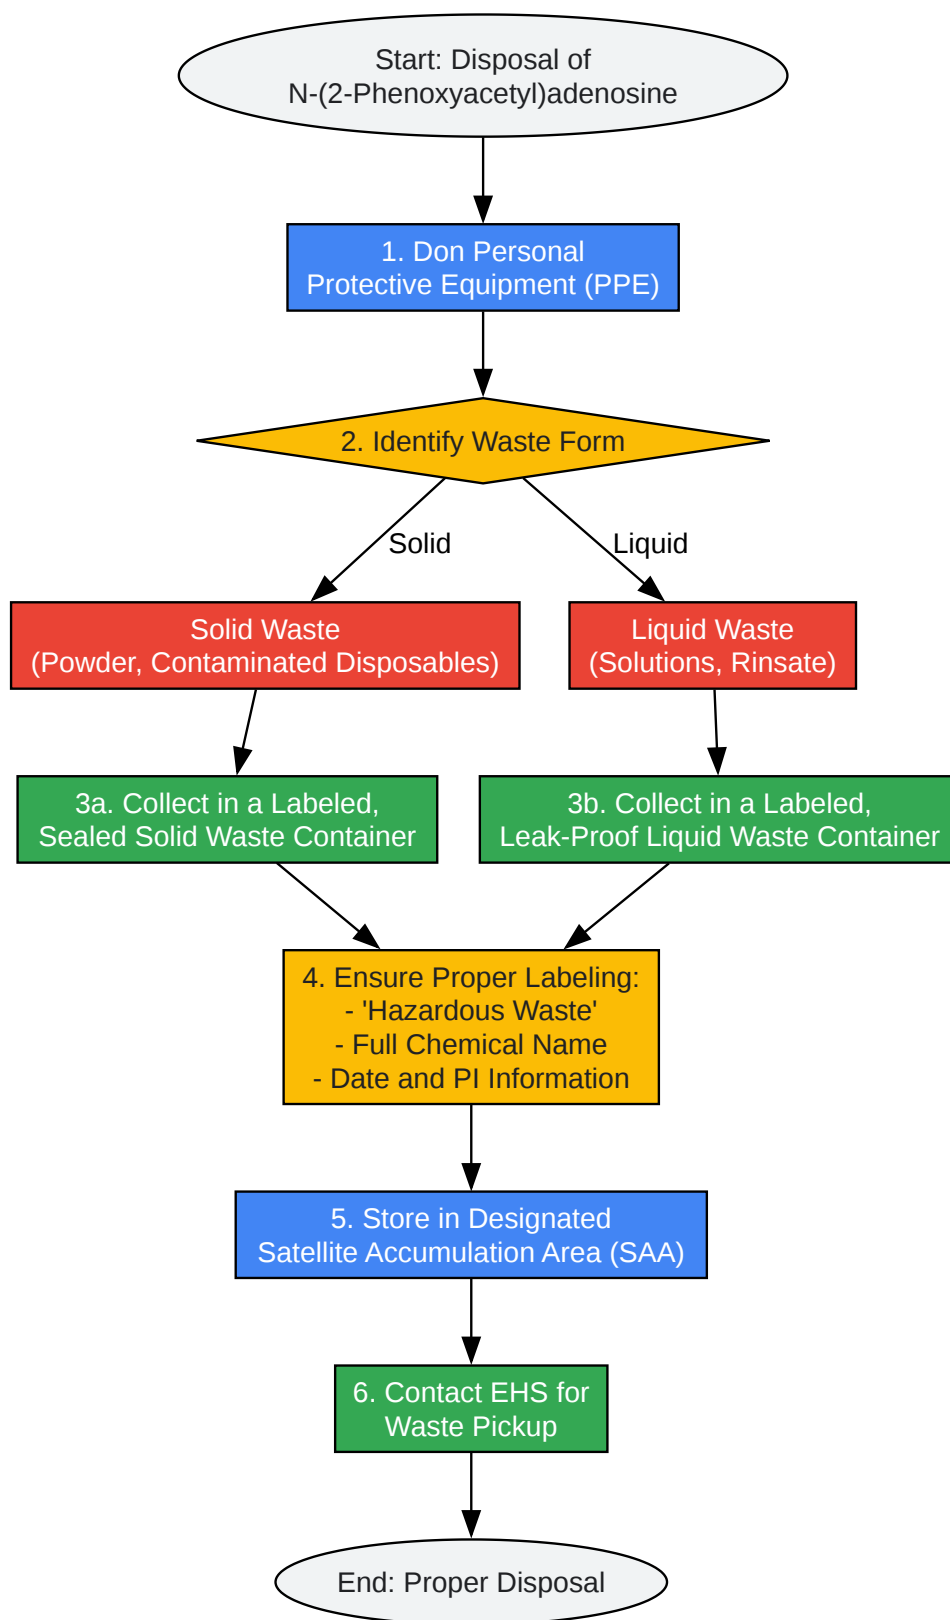 Start: Disposal of
N-(2-Phenoxyacetyl)adenosine
1. Don Personal
Protective Equipment (PPE)
2. Identify Waste Form
Solid
Liquid
Solid Waste
(Powder, Contaminated Disposables)
Liquid Waste
(Solutions, Rinsate)
3a. Collect in a Labeled,
Sealed Solid Waste Container
3b. Collect in a Labeled,
Leak-Proof Liquid Waste Container
4. Ensure Proper Labeling:
- 'Hazardous Waste'
- Full Chemical Name
- Date and PI Information
5. Store in Designated
Satellite Accumulation Area (SAA)
6. Contact EHS for
Waste Pickup
End: Proper Disposal